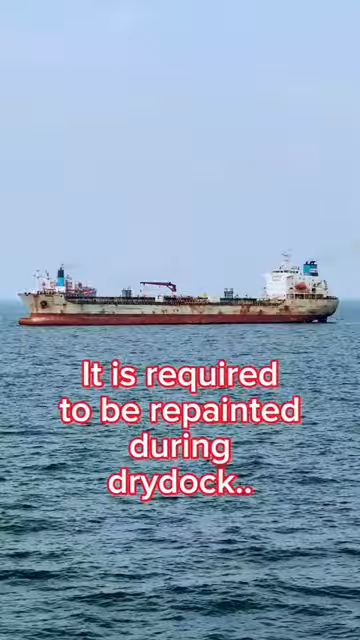 It is required
to be repainted
during
drydock..